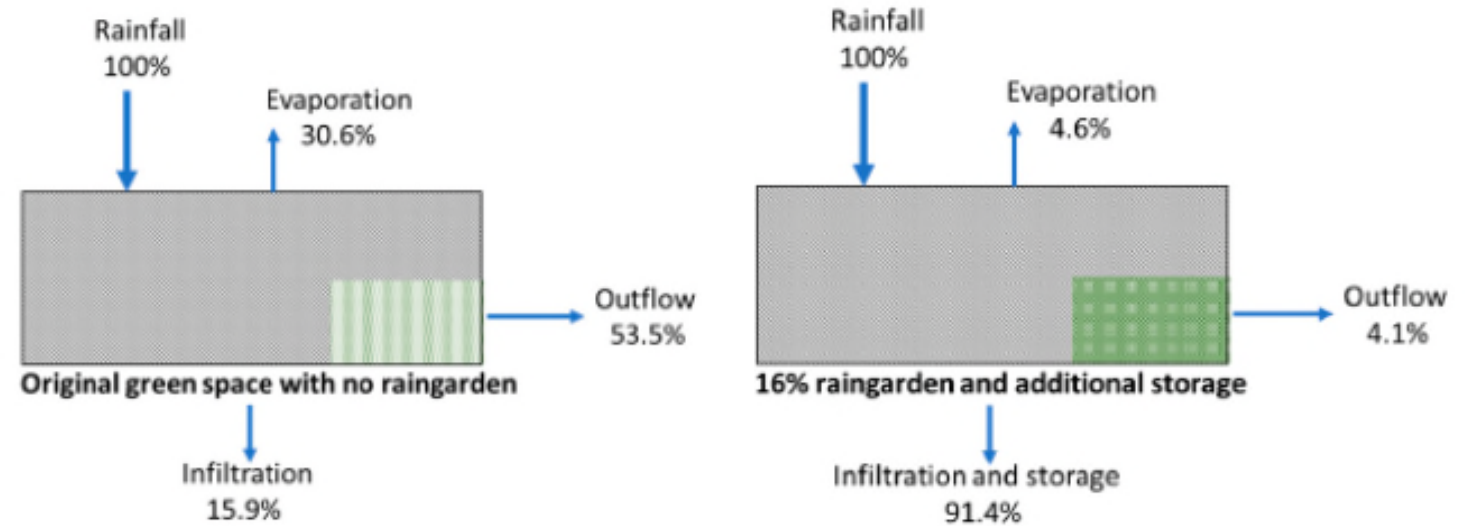 Rainfall
100%
Evaporation
30.6%
Outflow
53.5%
Original green space with no raingarden
Infiltration
15.9%
Rainfall
100%
Evaporation
4.6%
Outflow
4.1%
16% raingarden and additional storage
Infiltration and storage
91.4%